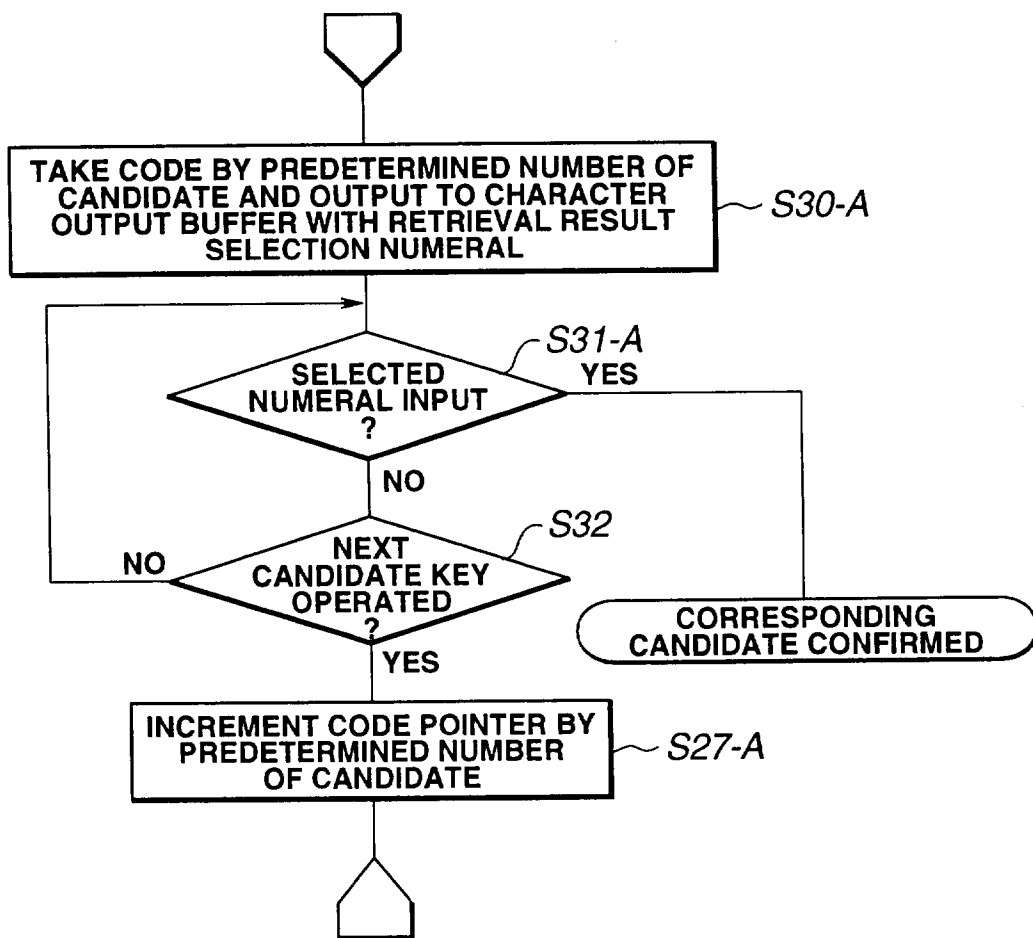 TAKE CODE BY PREDETERMINED NUMBER OF
CANDIDATE AND OUTPUT TO CHARACTER
OUTPUT BUFFER WITH RETRIEVAL RESULT
SELECTION NUMERAL
S30-A
S31-A
SELECTED
NUMERAL INPUT
?
YES
NO
S32
NEXT
CANDIDATE KEY
OPERATED
?
NO
YES
CORRESPONDING
CANDIDATE CONFIRMED
INCREMENT CODE POINTER BY
PREDETERMINED NUMBER
OF CANDIDATE
S27-A